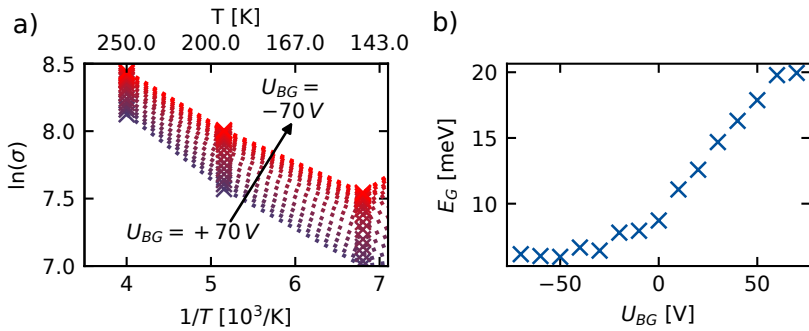 a)
T [K]
250.0 200.0 167.0 143.0
8.5
8.0
7.5
7.0
ln(σ)
U_BG =
−70 V
U_BG = +70 V
4 5 6 7
1/T [10³/K]
b)
20
15
10
E_G [meV]
−50 0 50
U_BG [V]